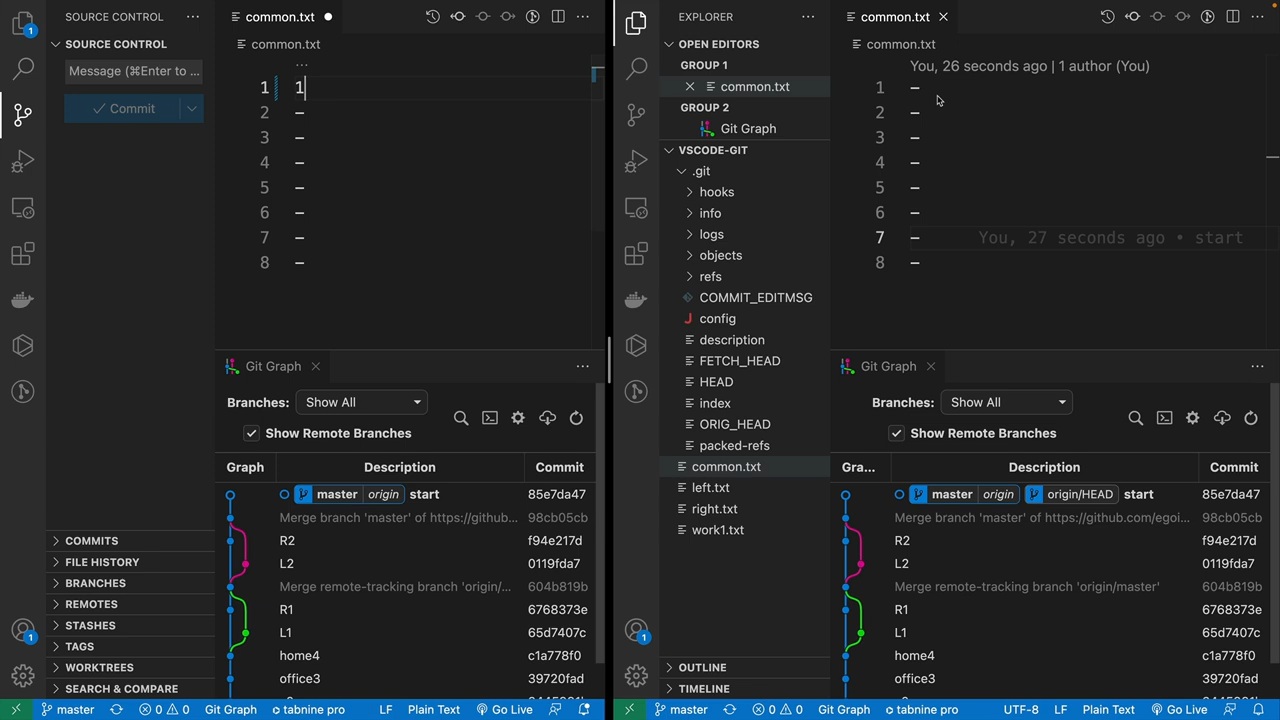 SOURCE CONTROL
SOURCE CONTROL
Message (⌘Enter to ...
Commit
COMMITS
FILE HISTORY
BRANCHES
REMOTES
STASHES
TAGS
WORKTREES
SEARCH & COMPARE
1
1
common.txt
common.txt
1 1
2 –
3 –
4 –
5 –
6 –
7 –
8 –
Git Graph
Branches: Show All
Show Remote Branches
Graph Description Commit
master origin start 85e7da47
Merge branch 'master' of https://github... 98cb05cb
R2 f94e217d
L2 0119fda7
Merge remote-tracking branch 'origin/... 604b819b
R1 6768373e
L1 65d7407c
home4 c1a778f0
office3 39720fad
master 0 0 Git Graph tabnine pro LF Plain Text Go Live
EXPLORER
OPEN EDITORS
GROUP 1
common.txt
GROUP 2
Git Graph
VSCODE-GIT
.git
hooks
info
logs
objects
refs
COMMIT_EDITMSG
J config
description
FETCH_HEAD
HEAD
index
ORIG_HEAD
packed-refs
common.txt
left.txt
right.txt
work1.txt
OUTLINE
TIMELINE
1
common.txt
common.txt
You, 26 seconds ago | 1 author (You)
1 –
2 –
3 –
4 –
5 –
6 –
7 – You, 27 seconds ago • start
8 –
Git Graph
Branches: Show All
Show Remote Branches
Gra... Description Commit
master origin origin/HEAD start 85e7da47
Merge branch 'master' of https://github.com/egoi... 98cb05cb
R2 f94e217d
L2 0119fda7
Merge remote-tracking branch 'origin/master' 604b819b
R1 6768373e
L1 65d7407c
home4 c1a778f0
office3 39720fad
master 0 0 Git Graph tabnine pro UTF-8 LF Plain Text Go Live